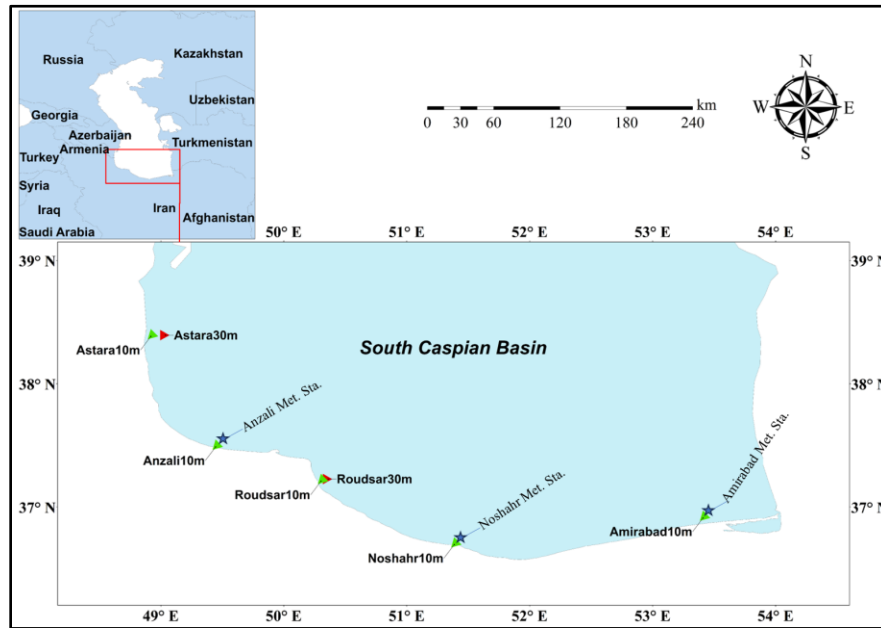 Russia
Kazakhstan
Uzbekistan
Georgia
Azerbaijan
Turkmenistan
Armenia
Turkey
Syria
Iraq
Iran
Afghanistan
Saudi Arabia
km
0 30 60 120 180 240
N
W E
S
50° E 51° E 52° E 53° E 54° E
39° N 39° N
Astara10m
Astara30m
South Caspian Basin
38° N 38° N
Anzali Met. Sta.
Anzali10m
Roudsar10m
Roudsar30m
Noshahr Met. Sta.
Amirabad Met. Sta.
37° N 37° N
Noshahr10m
Amirabad10m
49° E 50° E 51° E 52° E 53° E 54° E